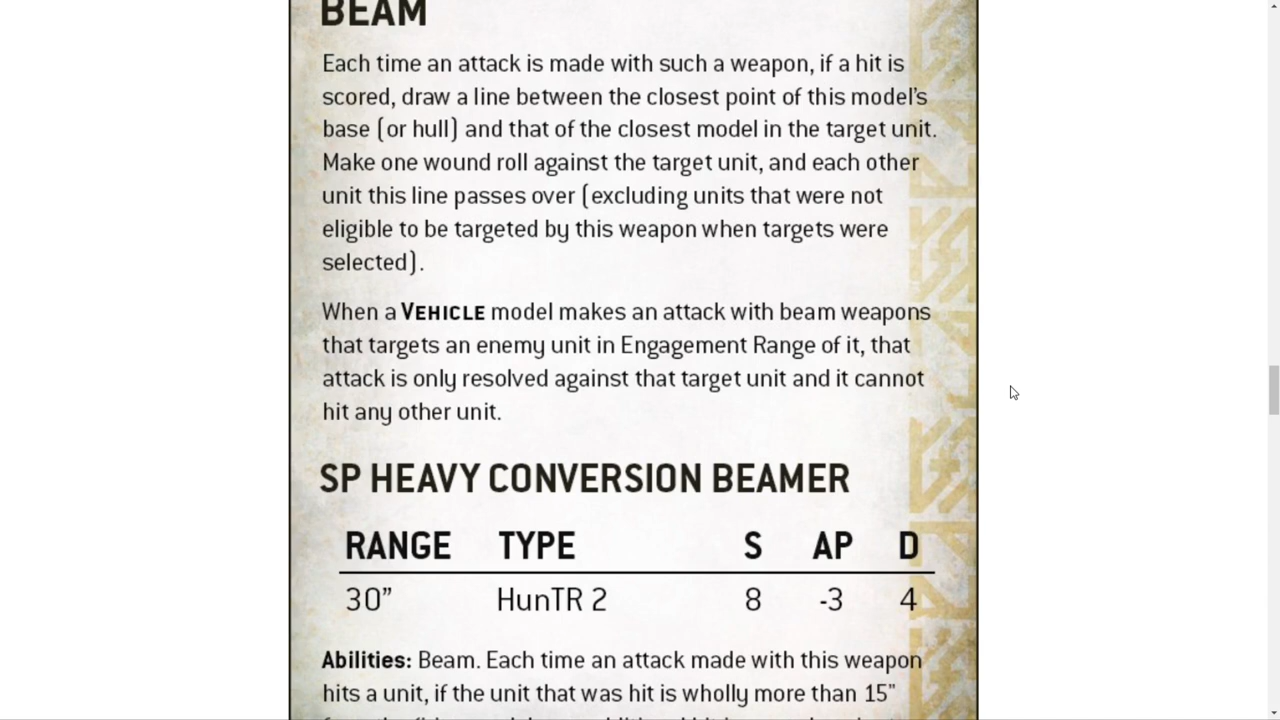 BEAM
Each time an attack is made with such a weapon, if a hit is
scored, draw a line between the closest point of this model's
base (or hull) and that of the closest model in the target unit.
Make one wound roll against the target unit, and each other
unit this line passes over (excluding units that were not
eligible to be targeted by this weapon when targets were
selected).
When a VEHICLE model makes an attack with beam weapons
that targets an enemy unit in Engagement Range of it, that
attack is only resolved against that target unit and it cannot
hit any other unit.
SP HEAVY CONVERSION BEAMER
RANGE TYPE S AP D
30” HunTR 2 8 -3 4
Abilities: Beam. Each time an attack made with this weapon
hits a unit, if the unit that was hit is wholly more than 15"